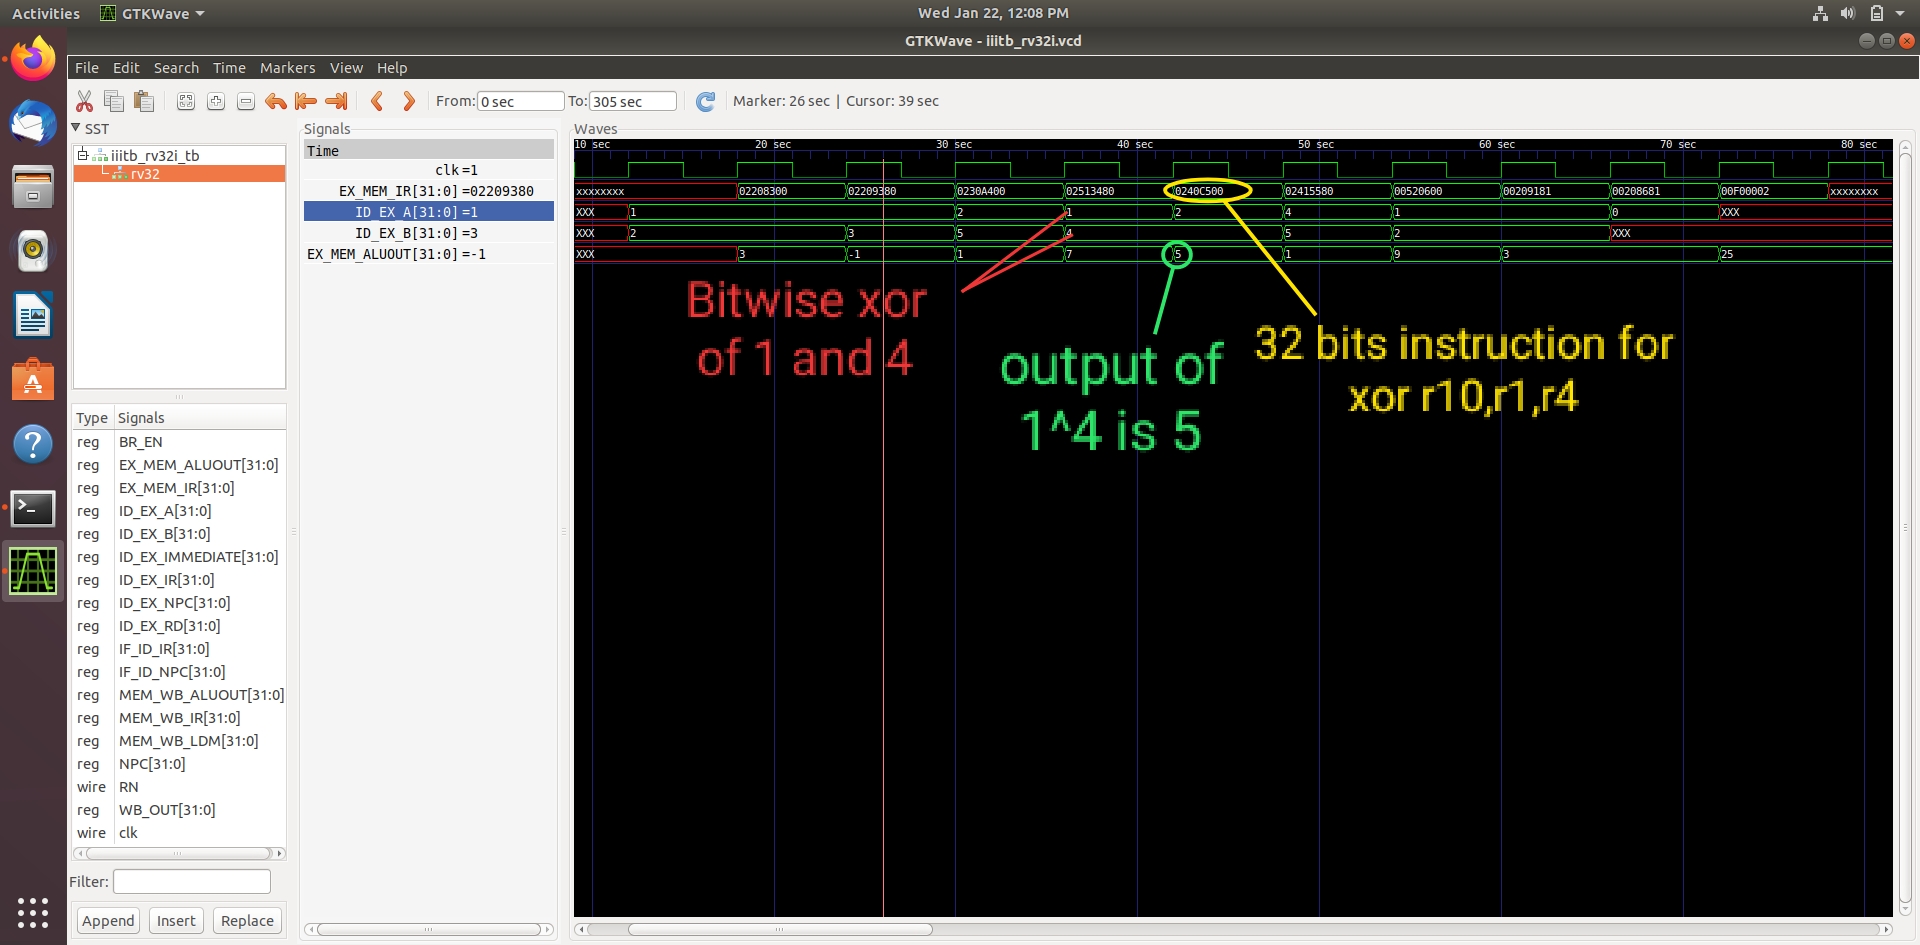 Activities GTKWave Wed Jan 22, 12:08 PM
GTKWave - iiitb_rv32i.vcd
File Edit Search Time Markers View Help
From: 0 sec To: 305 sec Marker: 26 sec | Cursor: 39 sec
SST
iiitb_rv32i_tb
rv32
Type Signals
reg BR_EN
reg EX_MEM_ALUOUT[31:0]
reg EX_MEM_IR[31:0]
reg ID_EX_A[31:0]
reg ID_EX_B[31:0]
reg ID_EX_IMMEDIATE[31:0]
reg ID_EX_IR[31:0]
reg ID_EX_NPC[31:0]
reg ID_EX_RD[31:0]
reg IF_ID_IR[31:0]
reg IF_ID_NPC[31:0]
reg MEM_WB_ALUOUT[31:0]
reg MEM_WB_IR[31:0]
reg MEM_WB_LDM[31:0]
reg NPC[31:0]
wire RN
reg WB_OUT[31:0]
wire clk
Filter:
Append Insert Replace
Signals
Time
clk=1
EX_MEM_IR[31:0]=02209380
ID_EX_A[31:0]=1
ID_EX_B[31:0]=3
EX_MEM_ALUOUT[31:0]=-1
Waves
10 sec 20 sec 30 sec 40 sec 50 sec 60 sec 70 sec 80 sec
xxxxxxxx 02208300 02209380 0230A400 02513480 0240C500 02415580 00520600 00209181 00208681 00F00002 xxxxxxxx
XXX 1 2 1 2 4 1 0 XXX
XXX 2 3 5 4 5 2 XXX
XXX 3 -1 1 7 5 1 9 3 25
Bitwise xor
of 1 and 4
output of
1^4 is 5
32 bits instruction for
xor r10,r1,r4